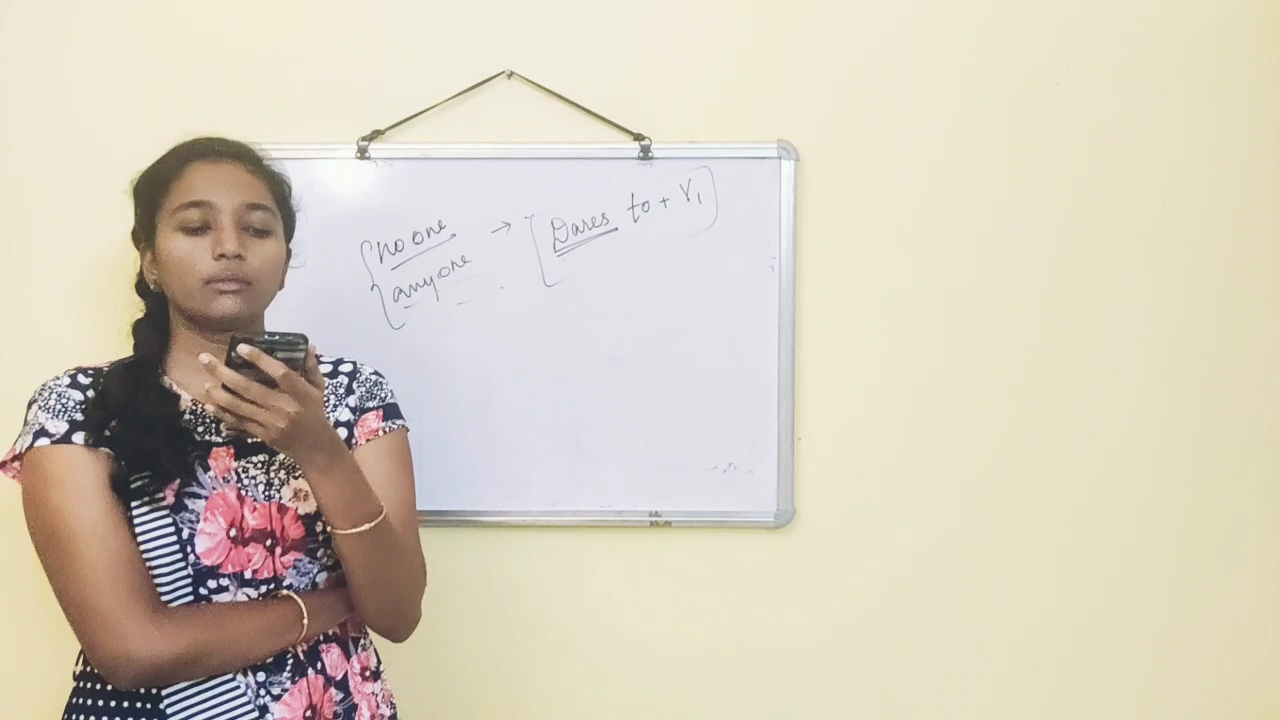 no one → [Dares to + V₁]
anyone